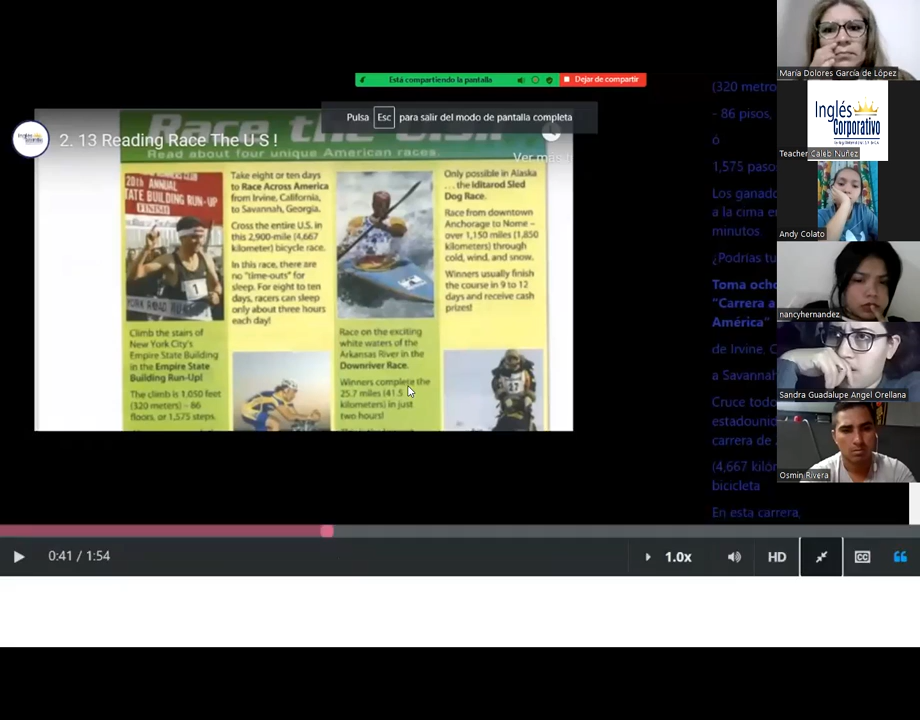 Está compartiendo la pantalla
Dejar de compartir
Pulsa Esc para salir del modo de pantalla completa
2. 13 Reading Race The U S !
Race the
Read about four unique American races.
20th ANNUAL
BUILDING RUN-UP
1
Climb the stairs of
New York City's
Empire State Building
in the Empire State
Building Run-Up!
The climb is 1,050 feet
(320 meters) – 86
floors, or 1,575 steps.
Take eight or ten days
to Race Across America
from Irvine, California,
to Savannah, Georgia.
Cross the entire U.S. in
this 2,900-mile (4,667
kilometer) bicycle race.
In this race, there are
no "time-outs" for
sleep. For eight to ten
days, racers can sleep
only about three hours
each day!
Race on the exciting
white waters of the
Arkansas River in the
Downriver Race.
Winners complete the
25.7 miles (41.5
kilometers) in just
two hours!
Only possible in Alaska
... the Iditarod Sled
Dog Race.
Race from downtown
Anchorage to Nome –
over 1,150 miles (1,850
kilometers) through
cold, wind, and snow.
Winners usually finish
the course in 9 to 12
days and receive cash
prizes!
(320 metro
– 86 pisos,
ó
1,575 paso
Los ganado
a la cima e
minutos
¿Podrías tu
Toma ocho
"Carrera a
América"
de Irvine, C
a Savannah
Cruce todo
estadouni
carrera de
(4,667 kiló
bicicleta
En esta carrera,
María Dolores García de López
Inglés
Corporativo
Teacher Caleb Nuñez
Andy Colato
nancyhernandez
Sandra Guadalupe Angel Orellana
Osmin Rivera
0:41 / 1:54
1.0x
HD
CC